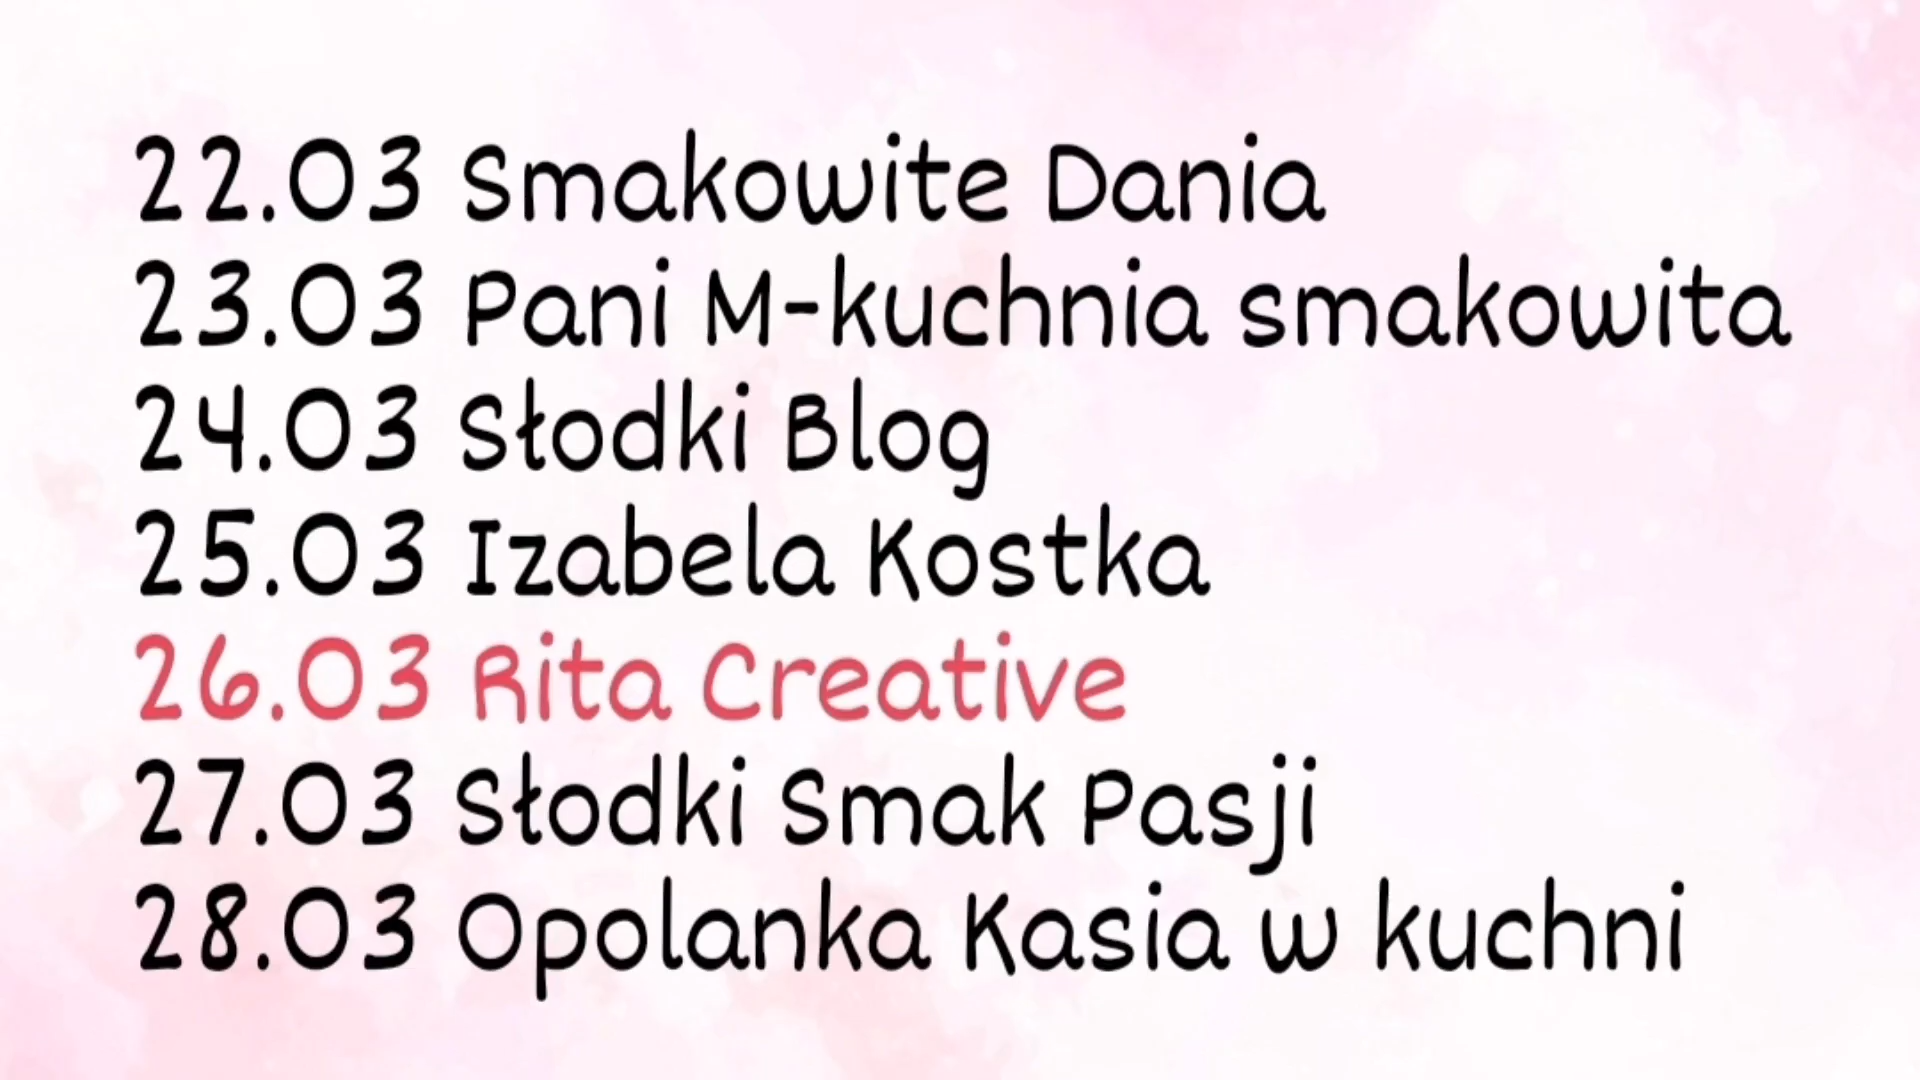 22.03 Smakowite Dania
23.03 Pani M-kuchnia smakowita
24.03 Słodki Blog
25.03 Izabela Kostka
26.03 Rita Creative
27.03 Słodki Smak Pasji
28.03 Opolanka Kasia w kuchni